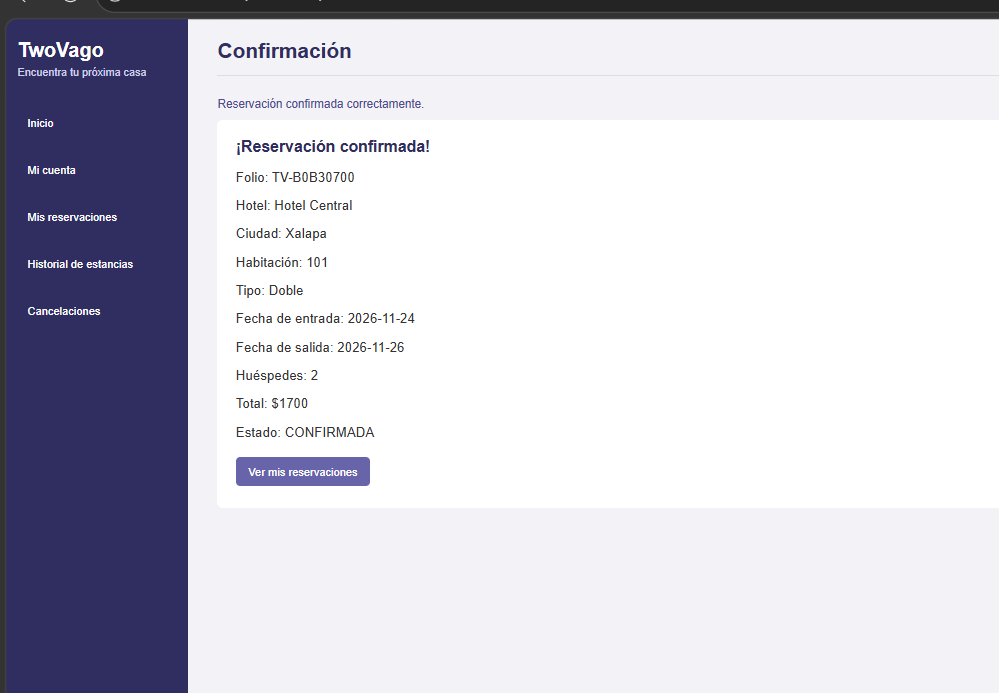 TwoVago
Encuentra tu próxima casa
Inicio
Mi cuenta
Mis reservaciones
Historial de estancias
Cancelaciones
Confirmación
Reservación confirmada correctamente.
¡Reservación confirmada!
Folio: TV-B0B30700
Hotel: Hotel Central
Ciudad: Xalapa
Habitación: 101
Tipo: Doble
Fecha de entrada: 2026-11-24
Fecha de salida: 2026-11-26
Huéspedes: 2
Total: $1700
Estado: CONFIRMADA
Ver mis reservaciones